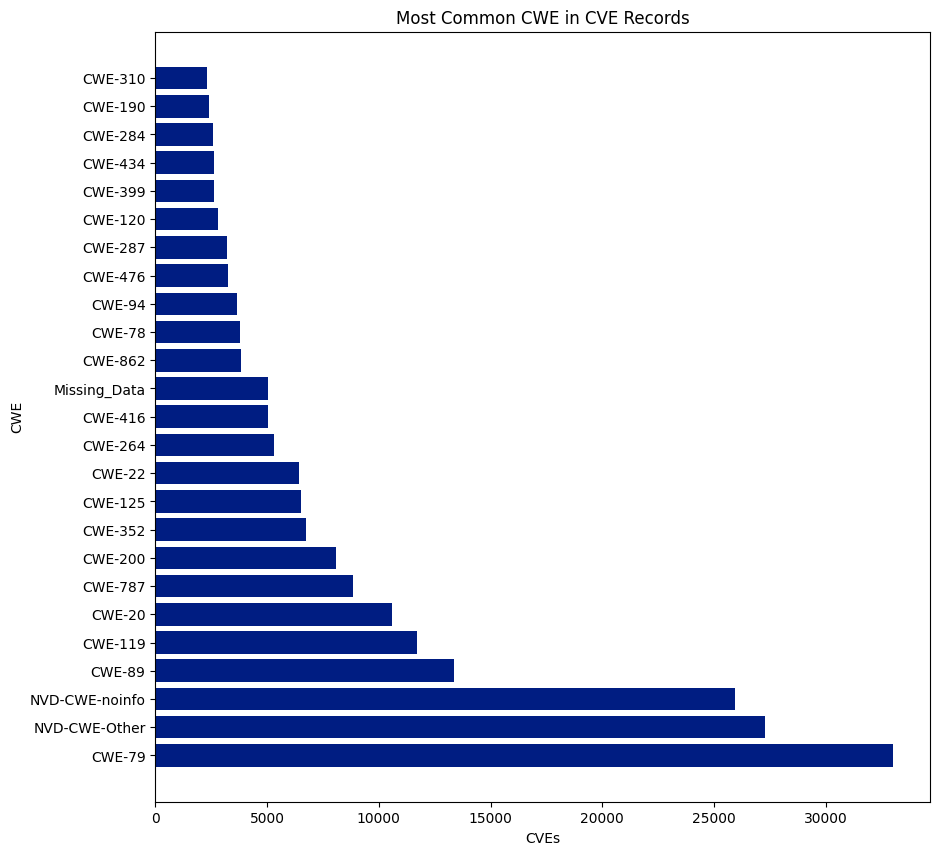 Most Common CWE in CVE Records
CWE-310
CWE-190
CWE-284
CWE-434
CWE-399
CWE-120
CWE-287
CWE-476
CWE-94
CWE-78
CWE-862
Missing_Data
CWE-416
CWE-264
CWE-22
CWE-125
CWE-352
CWE-200
CWE-787
CWE-20
CWE-119
CWE-89
NVD-CWE-noinfo
NVD-CWE-Other
CWE-79
CWE
0 5000 10000 15000 20000 25000 30000
CVEs